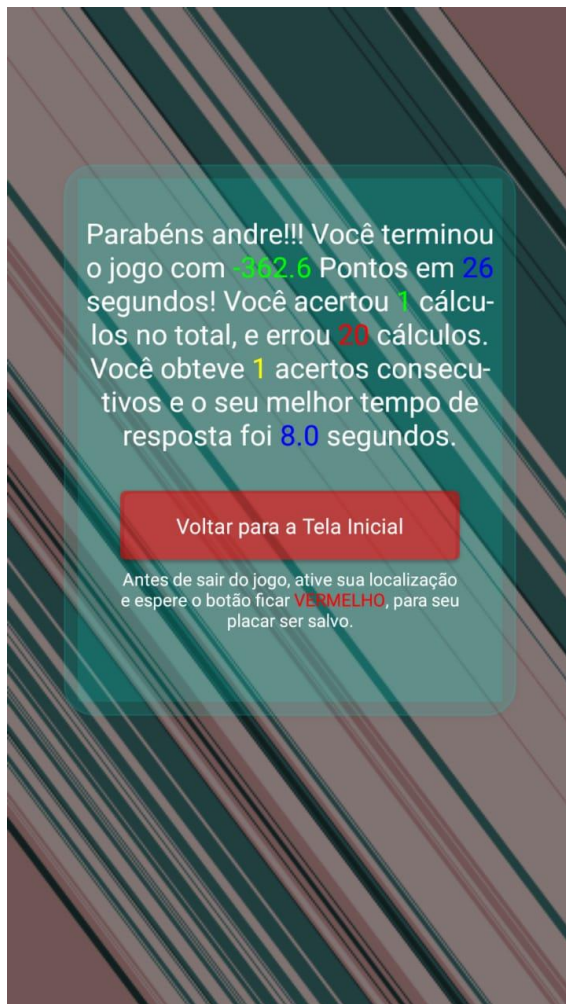 Parabéns andre!!! Você terminou
o jogo com -362.6 Pontos em 26
segundos! Você acertou 1 cálcu-
los no total, e errou 20 cálculos.
Você obteve 1 acertos consecu-
tivos e o seu melhor tempo de
resposta foi 8.0 segundos.
Voltar para a Tela Inicial
Antes de sair do jogo, ative sua localização
e espere o botão ficar VERMELHO, para seu
placar ser salvo.